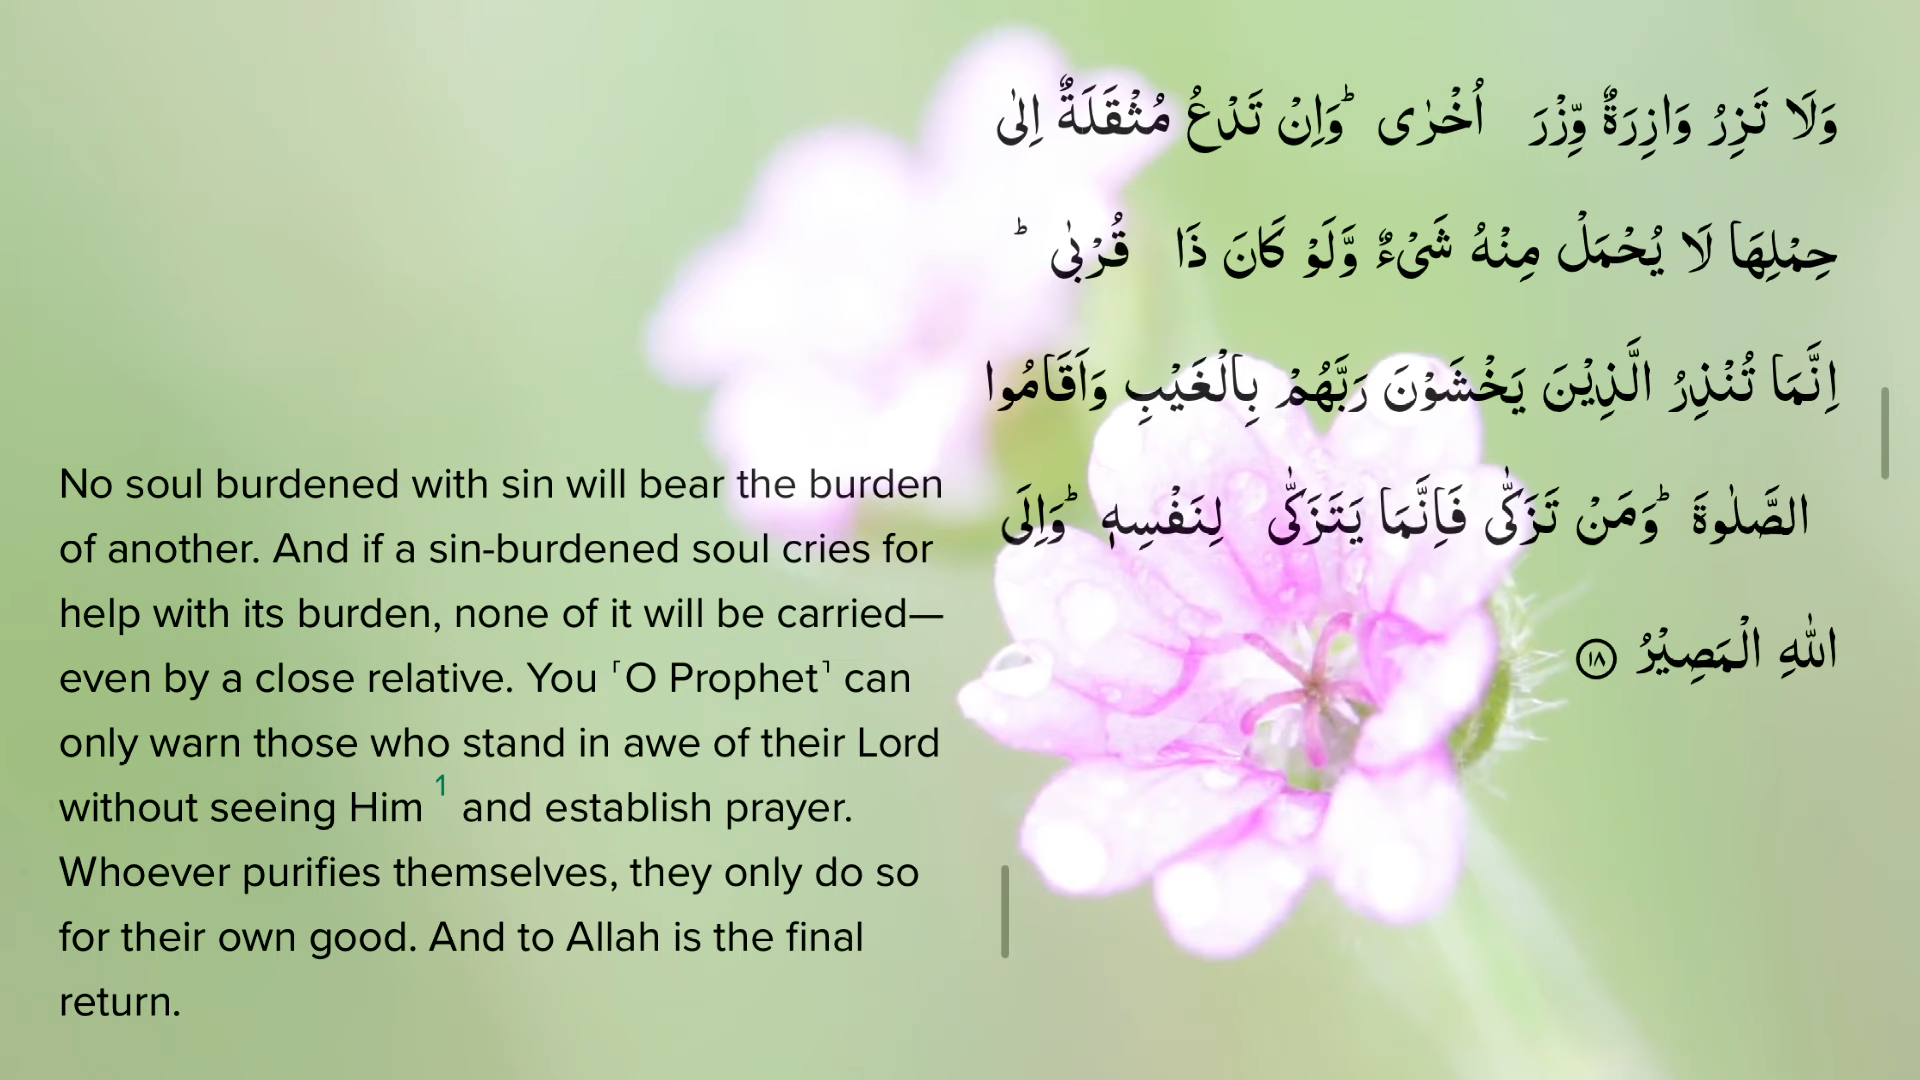 وَلَا تَزِرُ وَازِرَةٌ وِّزْرَ اُخْرٰى ؕ وَاِنْ تَدْعُ مُثْقَلَةٌ اِلٰى
حِمْلِهَا لَا يُحْمَلْ مِنْهُ شَىْءٌ وَّلَوْ كَانَ ذَا قُرْبٰى ؕ
اِنَّمَا تُنْذِرُ الَّذِيْنَ يَخْشَوْنَ رَبَّهُمْ بِالْغَيْبِ وَاَقَامُوا
الصَّلٰوةَ ؕ وَمَنْ تَزَكّٰى فَاِنَّمَا يَتَزَكّٰى لِنَفْسِهٖ ؕ وَاِلَى
اللّٰهِ الْمَصِيْرُ ١٨
No soul burdened with sin will bear the burden
of another. And if a sin-burdened soul cries for
help with its burden, none of it will be carried—
even by a close relative. You ˹O Prophet˺ can
only warn those who stand in awe of their Lord
without seeing Him 1 and establish prayer.
Whoever purifies themselves, they only do so
for their own good. And to Allah is the final
return.